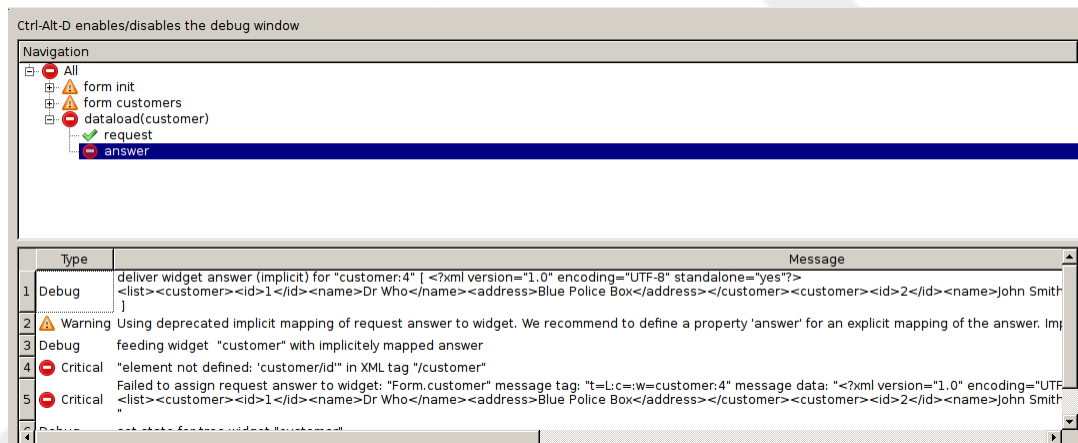 Ctrl-Alt-D enables/disables the debug window
Navigation
All
form init
form customers
dataload(customer)
request
answer
Type Message
1 Debug deliver widget answer (implicit) for "customer:4" [ <?xml version="1.0" encoding="UTF-8" standalone="yes"?>
<list><customer><id>1</id><name>Dr Who</name><address>Blue Police Box</address></customer><customer><id>2</id><name>John Smith
]
2 Warning Using deprecated implicit mapping of request answer to widget. We recommend to define a property 'answer' for an explicit mapping of the answer. Imp
3 Debug feeding widget "customer" with implicitely mapped answer
4 Critical "element not defined: 'customer/id'" in XML tag "/customer"
5 Critical Failed to assign request answer to widget: "Form.customer" message tag: "t=L:c=:w=customer:4" message data: "<?xml version="1.0" encoding="UTF
<list><customer><id>1</id><name>Dr Who</name><address>Blue Police Box</address></customer><customer><id>2</id><name>John Smith
"